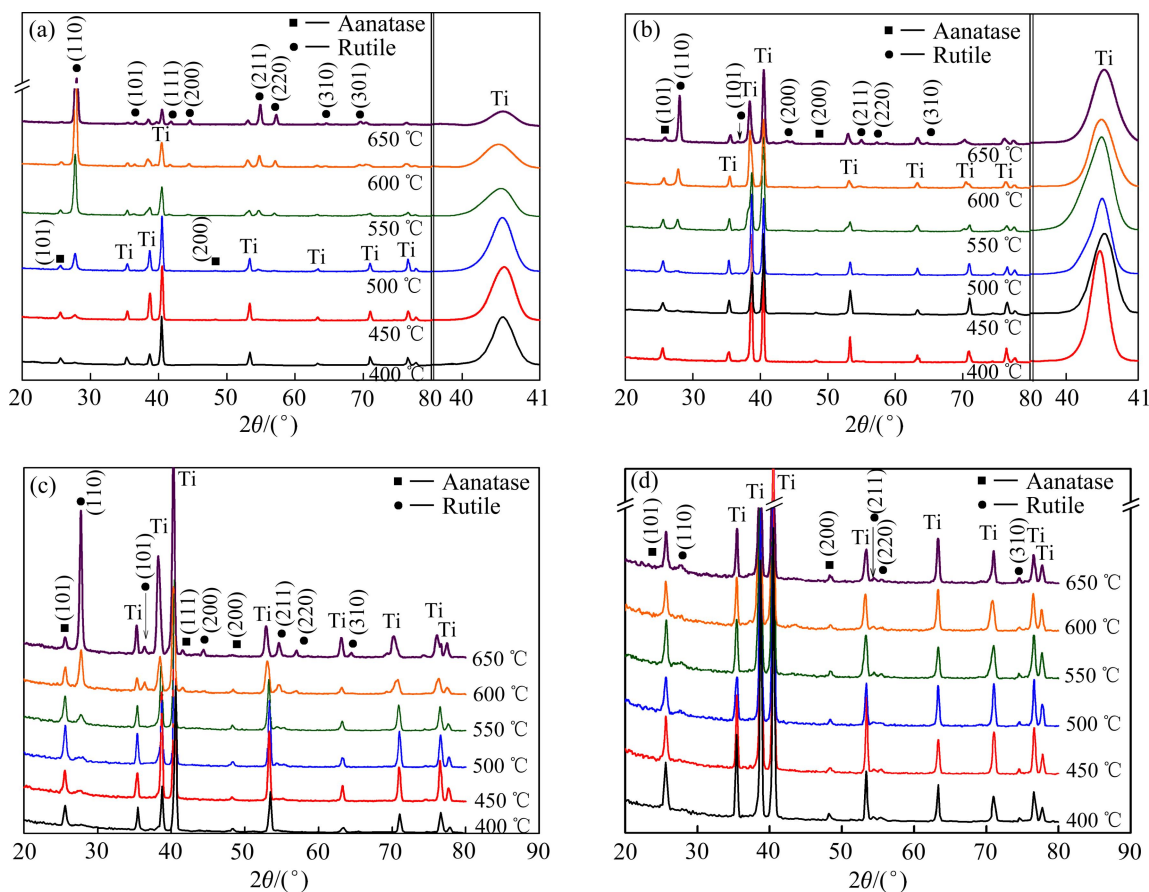 (a)
■ — Aanatase
● — Rutile
(110)
(101)
(111)
(200)
(211)
(220)
(310)
(301)
Ti
Ti
650 ℃
600 ℃
550 ℃
(101)
Ti
Ti
(200)
Ti
Ti
Ti
Ti
500 ℃
450 ℃
400 ℃
20 30 40 50 60 70 80 40 41
2θ/(°)
(b)
■ — Aanatase
● — Rutile
(101)
(110)
(101)
Ti
Ti
(200)
(200)
(211)
(220)
(310)
Ti
650 ℃
Ti
Ti
Ti
Ti
Ti
600 ℃
550 ℃
500 ℃
450 ℃
400 ℃
20 30 40 50 60 70 80 40 41
2θ/(°)
(c)
■ — Aanatase
● — Rutile
(101)
(110)
Ti
(101)
Ti
Ti
(111)
(200)
(200)
Ti
(211)
(220)
Ti
(310)
Ti
Ti
Ti
650 ℃
600 ℃
550 ℃
500 ℃
450 ℃
400 ℃
20 30 40 50 60 70 80 90
2θ/(°)
(d)
■ — Aanatase
● — Rutile
(101)
(110)
Ti
Ti
Ti
(200)
Ti
(211)
(220)
Ti
Ti
(310)
Ti
Ti
650 ℃
600 ℃
550 ℃
500 ℃
450 ℃
400 ℃
20 30 40 50 60 70 80 90
2θ/(°)